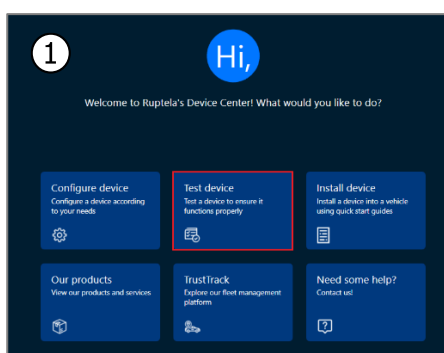 1
Hi,
Welcome to Ruptela's Device Center! What would you like to do?
Configure device
Configure a device according
to your needs
Test device
Test a device to ensure it
functions properly
Install device
Install a device into a vehicle
using quick start guides
Our products
View our products and services
TrustTrack
Explore our fleet management
platform
Need some help?
Contact us!